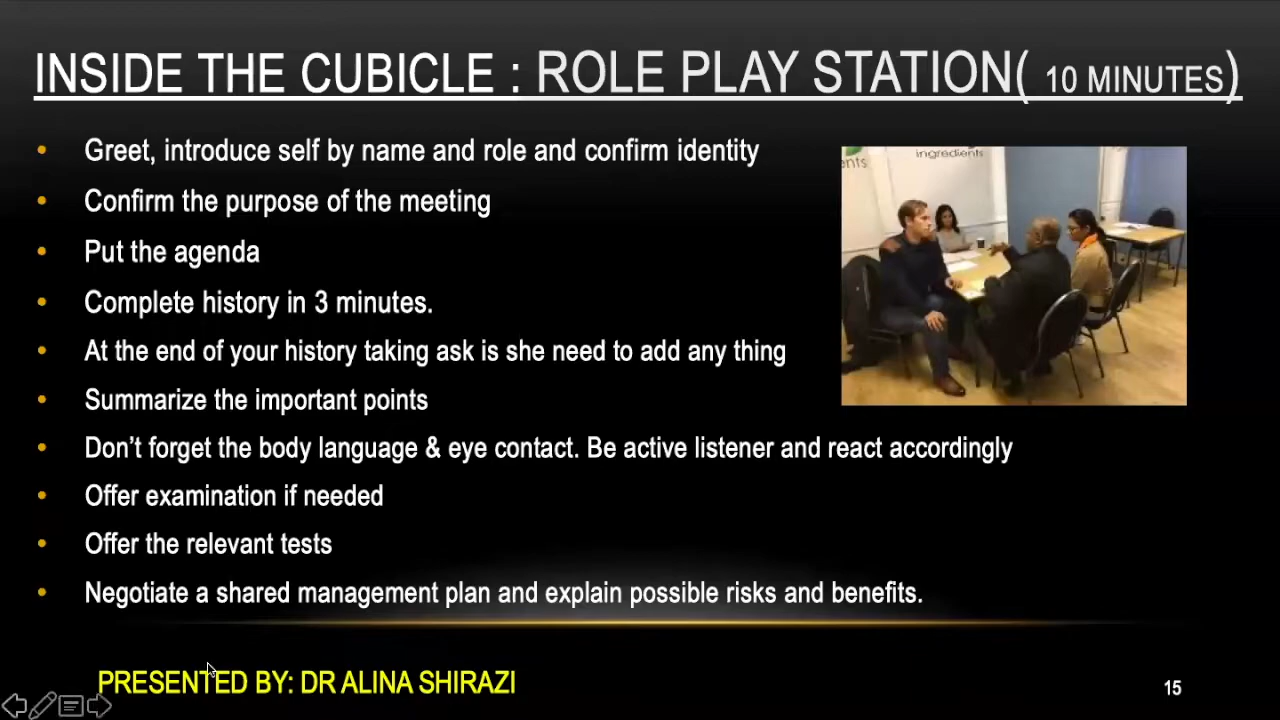 INSIDE THE CUBICLE : ROLE PLAY STATION( 10 MINUTES)
• Greet, introduce self by name and role and confirm identity
• Confirm the purpose of the meeting
• Put the agenda
• Complete history in 3 minutes.
• At the end of your history taking ask is she need to add any thing
• Summarize the important points
• Don't forget the body language & eye contact. Be active listener and react accordingly
• Offer examination if needed
• Offer the relevant tests
• Negotiate a shared management plan and explain possible risks and benefits.
ingredients
PRESENTED BY: DR ALINA SHIRAZI
15